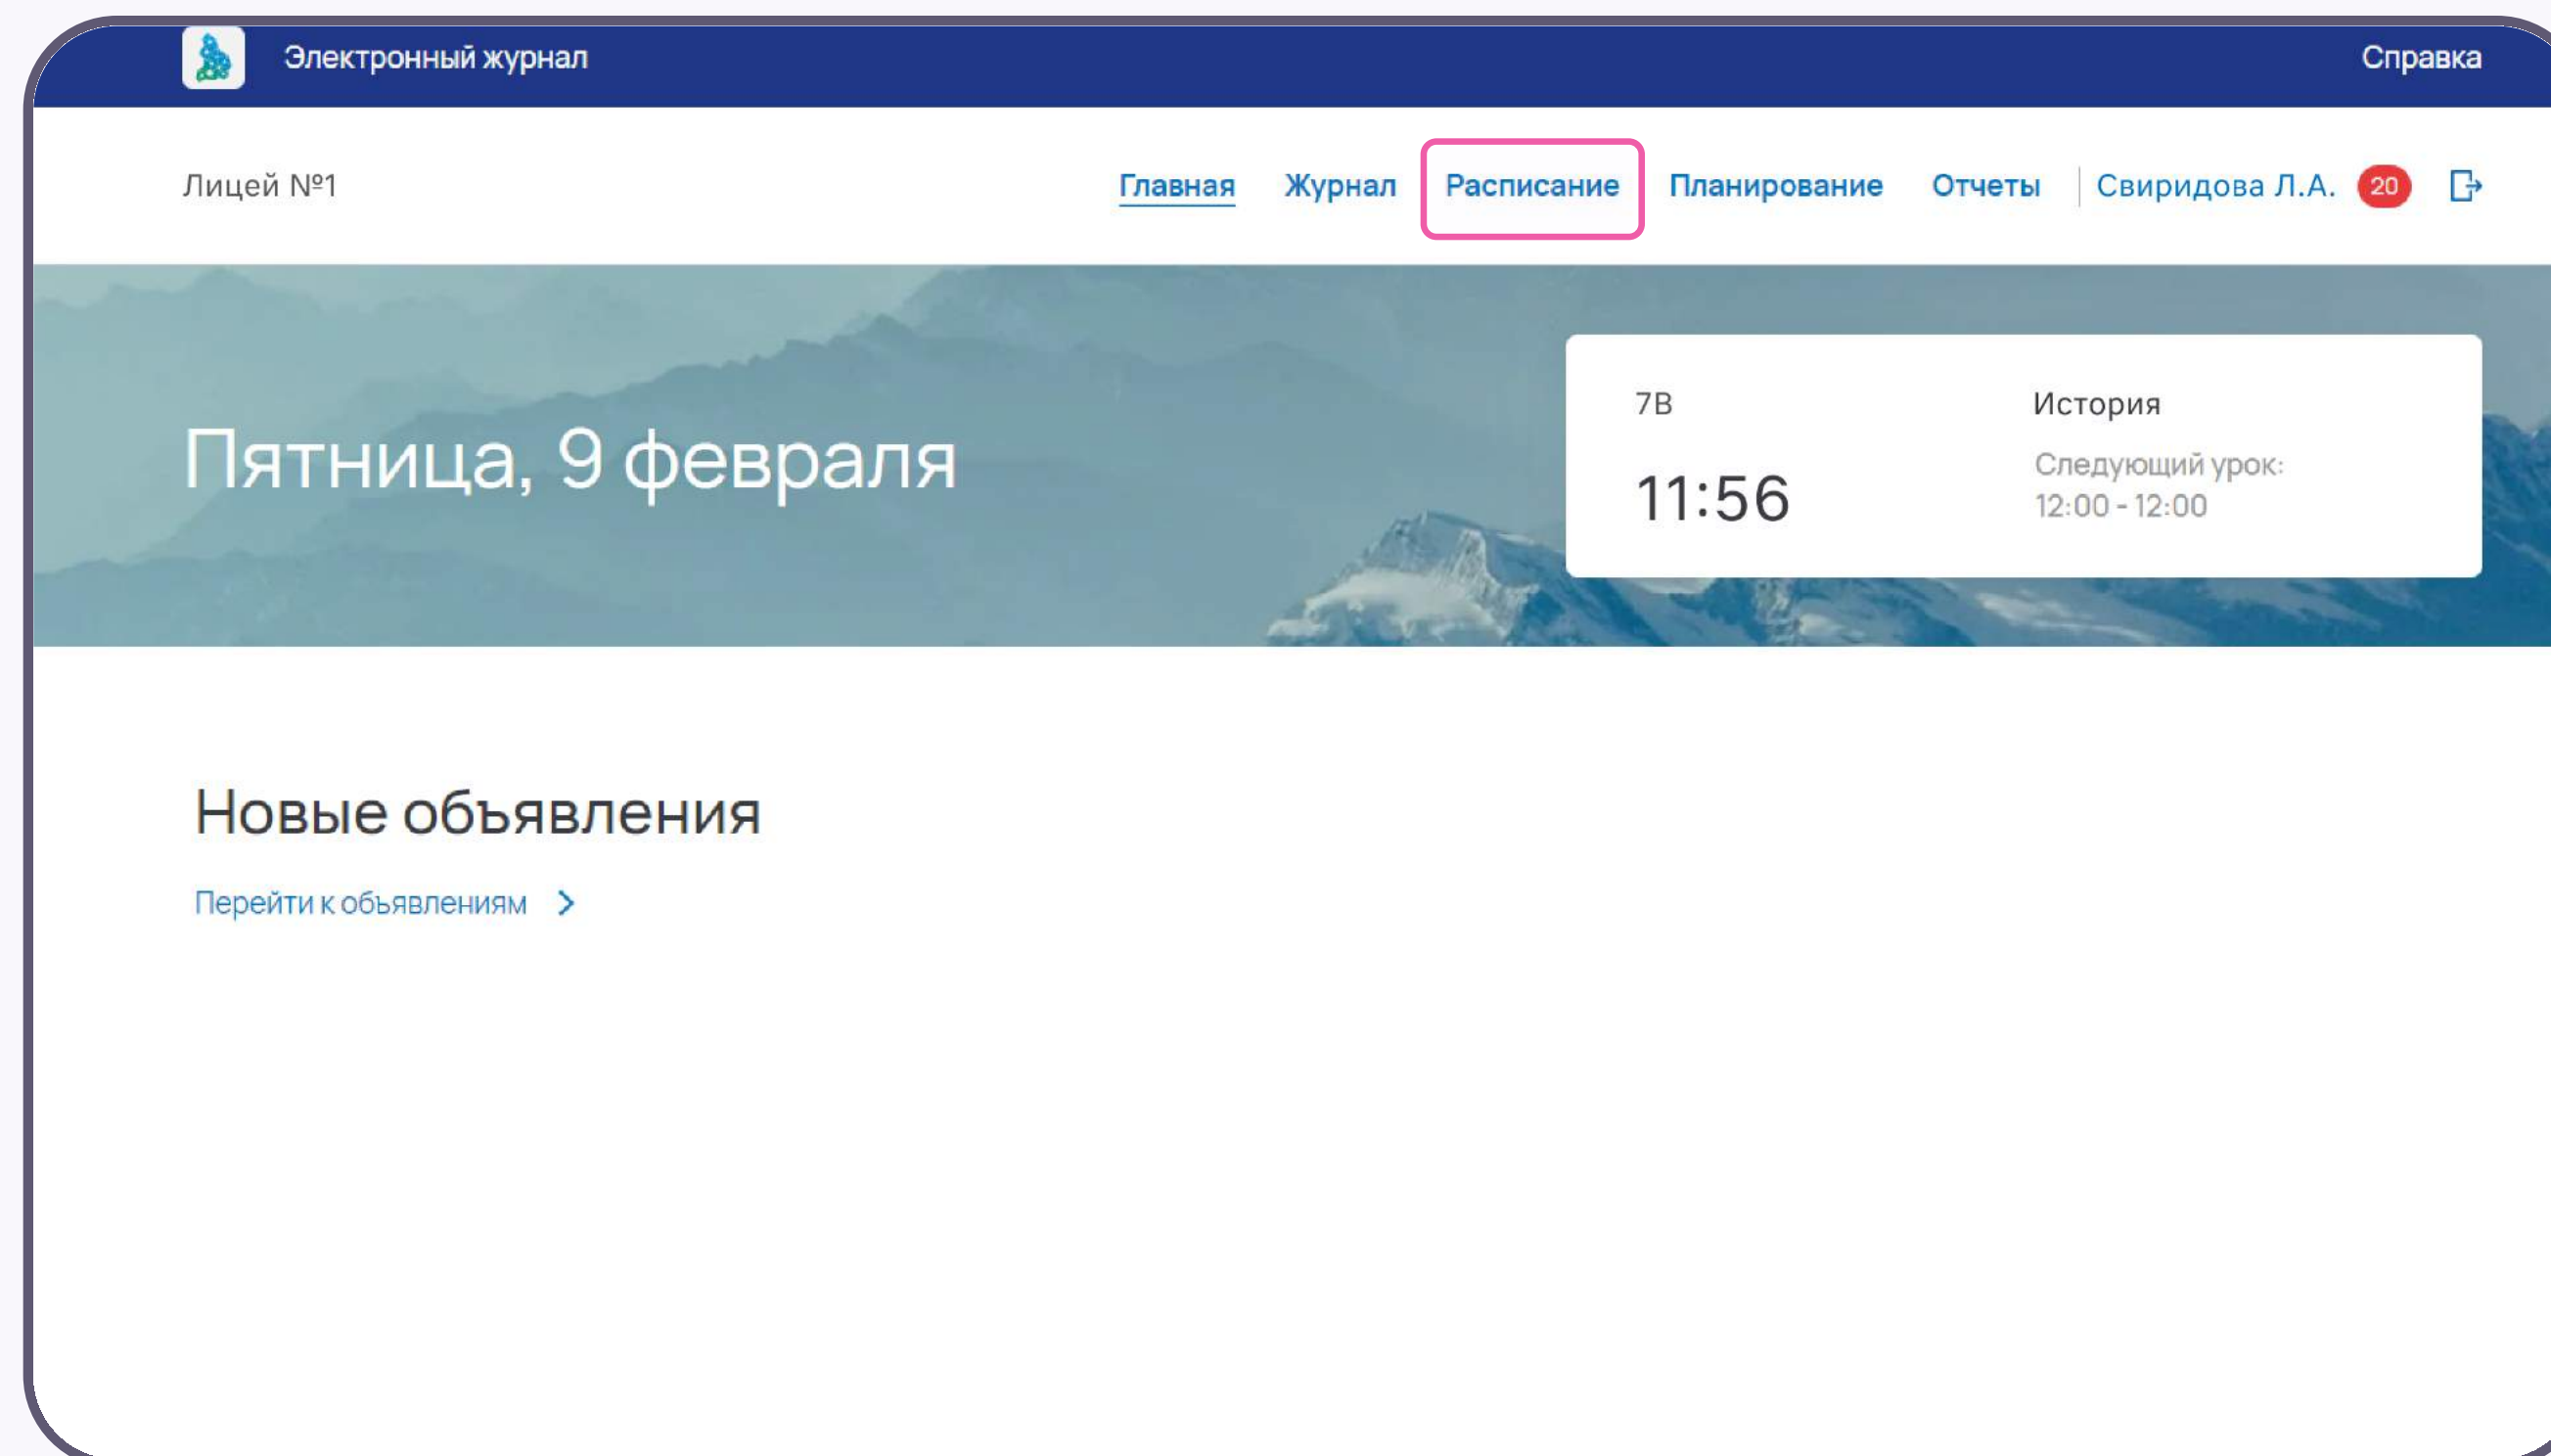 Электронный журнал
Справка
Лицей №1
Главная Журнал Расписание Планирование Отчеты Свиридова Л.А. 20
Пятница, 9 февраля
7В
История
11:56
Следующий урок:
12:00 - 12:00
Новые объявления
Перейти к объявлениям